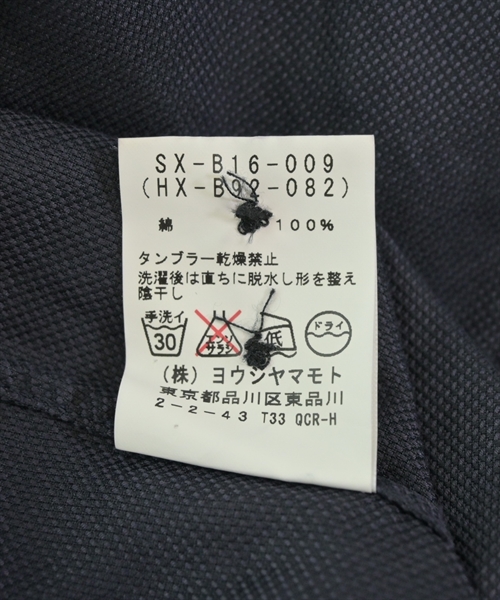 SX-B16-009
(HX-B92-082)
綿 100%
タンブラー乾燥禁止
洗濯後は直ちに脱水し形を整え
陰干し
手洗イ
30
エンソ
サラシ
低
ドライ
(株) ヨウジヤマモト
東京都品川区東品川
2-2-43 T33 QCR-H